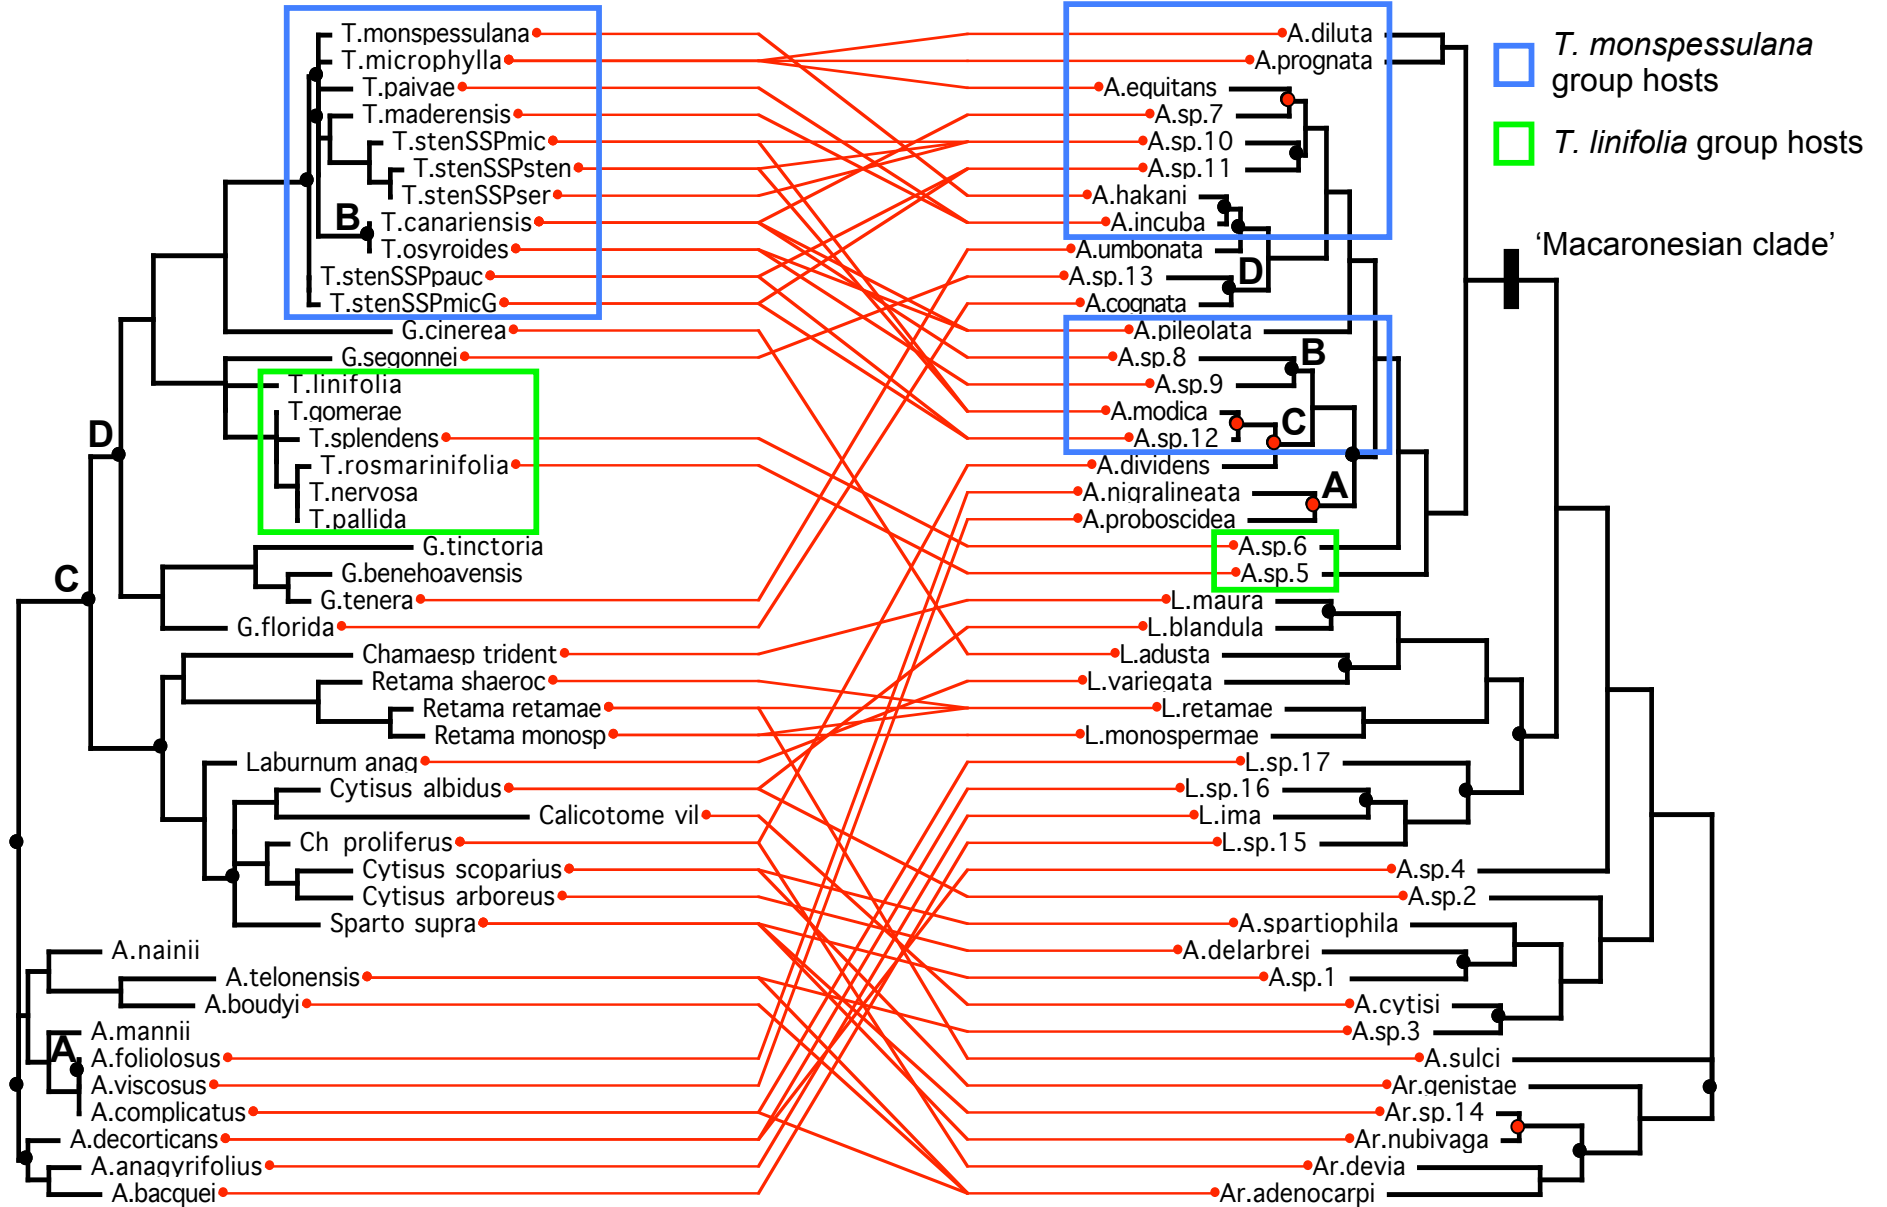 T.monspessulana
T.microphylla
T.paivae
T.maderensis
T.stenSSPmic
T.stenSSPsten
T.stenSSPser
B
T.canariensis
T.osyroides
T.stenSSPpauc
T.stenSSPmicG
G.cinerea
G.segonnei
T.linifolia
T.gomerae
D
T.splendens
T.rosmarinifolia
T.nervosa
T.pallida
G.tinctoria
C
G.benehoavensis
G.tenera
G.florida
Chamaesp trident
Retama shaeroc
Retama retamae
Retama monosp
Laburnum anag
Cytisus albidus
Calicotome vil
Ch proliferus
Cytisus scoparius
Cytisus arboreus
Sparto supra
A.nainii
A.telonensis
A.boudyi
A.mannii
A
A.foliolosus
A.viscosus
A.complicatus
A.decorticans
A.anagyrifolius
A.bacquei
A.diluta
A.prognata
A.equitans
A.sp.7
A.sp.10
A.sp.11
A.hakani
A.incuba
A.umbonata
A.sp.13
D
A.cognata
A.pileolata
A.sp.8
B
A.sp.9
A.modica
C
A.sp.12
A.dividens
A.nigralineata
A
A.proboscidea
A.sp.6
A.sp.5
L.maura
L.blandula
L.adusta
L.variegata
L.retamae
L.monospermae
L.sp.17
L.sp.16
L.ima
L.sp.15
A.sp.4
A.sp.2
A.spartiophila
A.delarbrei
A.sp.1
A.cytisi
A.sp.3
A.sulci
Ar.genistae
Ar.sp.14
Ar.nubivaga
Ar.devia
Ar.adenocarpi
T. monspessulana
group hosts
T. linifolia group hosts
‘Macaronesian clade’